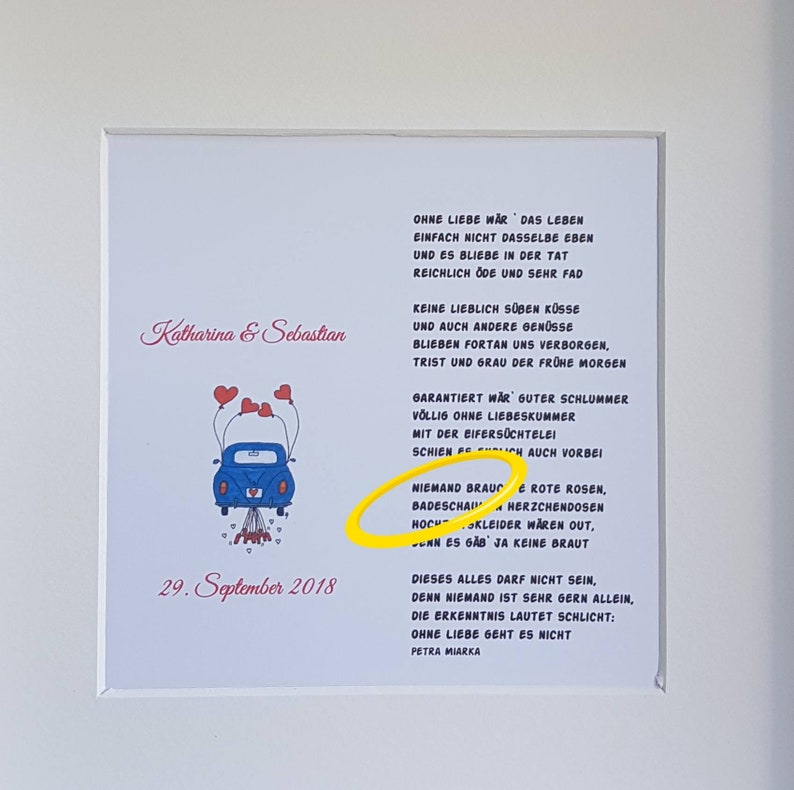 Katharina & Sebastian
29. September 2018
OHNE LIEBE WÄR ` DAS LEBEN
EINFACH NICHT DASSELBE EBEN
UND ES BLIEBE IN DER TAT
REICHLICH ÖDE UND SEHR FAD
KEINE LIEBLICH SÜßEN KÜSSE
UND AUCH ANDERE GENÜSSE
BLIEBEN FORTAN UNS VERBORGEN,
TRIST UND GRAU DER FRÜHE MORGEN
GARANTIERT WÄR` GUTER SCHLUMMER
VÖLLIG OHNE LIEBESKUMMER
MIT DER EIFERSÜCHTELEI
SCHIEN ES AUCH VORBEI
NIEMAND ROTE ROSEN,
HERZCHENDOSEN
WÄREN OUT,
DENN ES GÄB` JA KEINE BRAUT
DIESES ALLES DARF NICHT SEIN,
DENN NIEMAND IST SEHR GERN ALLEIN,
DIE ERKENNTNIS LAUTET SCHLICHT:
OHNE LIEBE GEHT ES NICHT
PETRA MIARKA